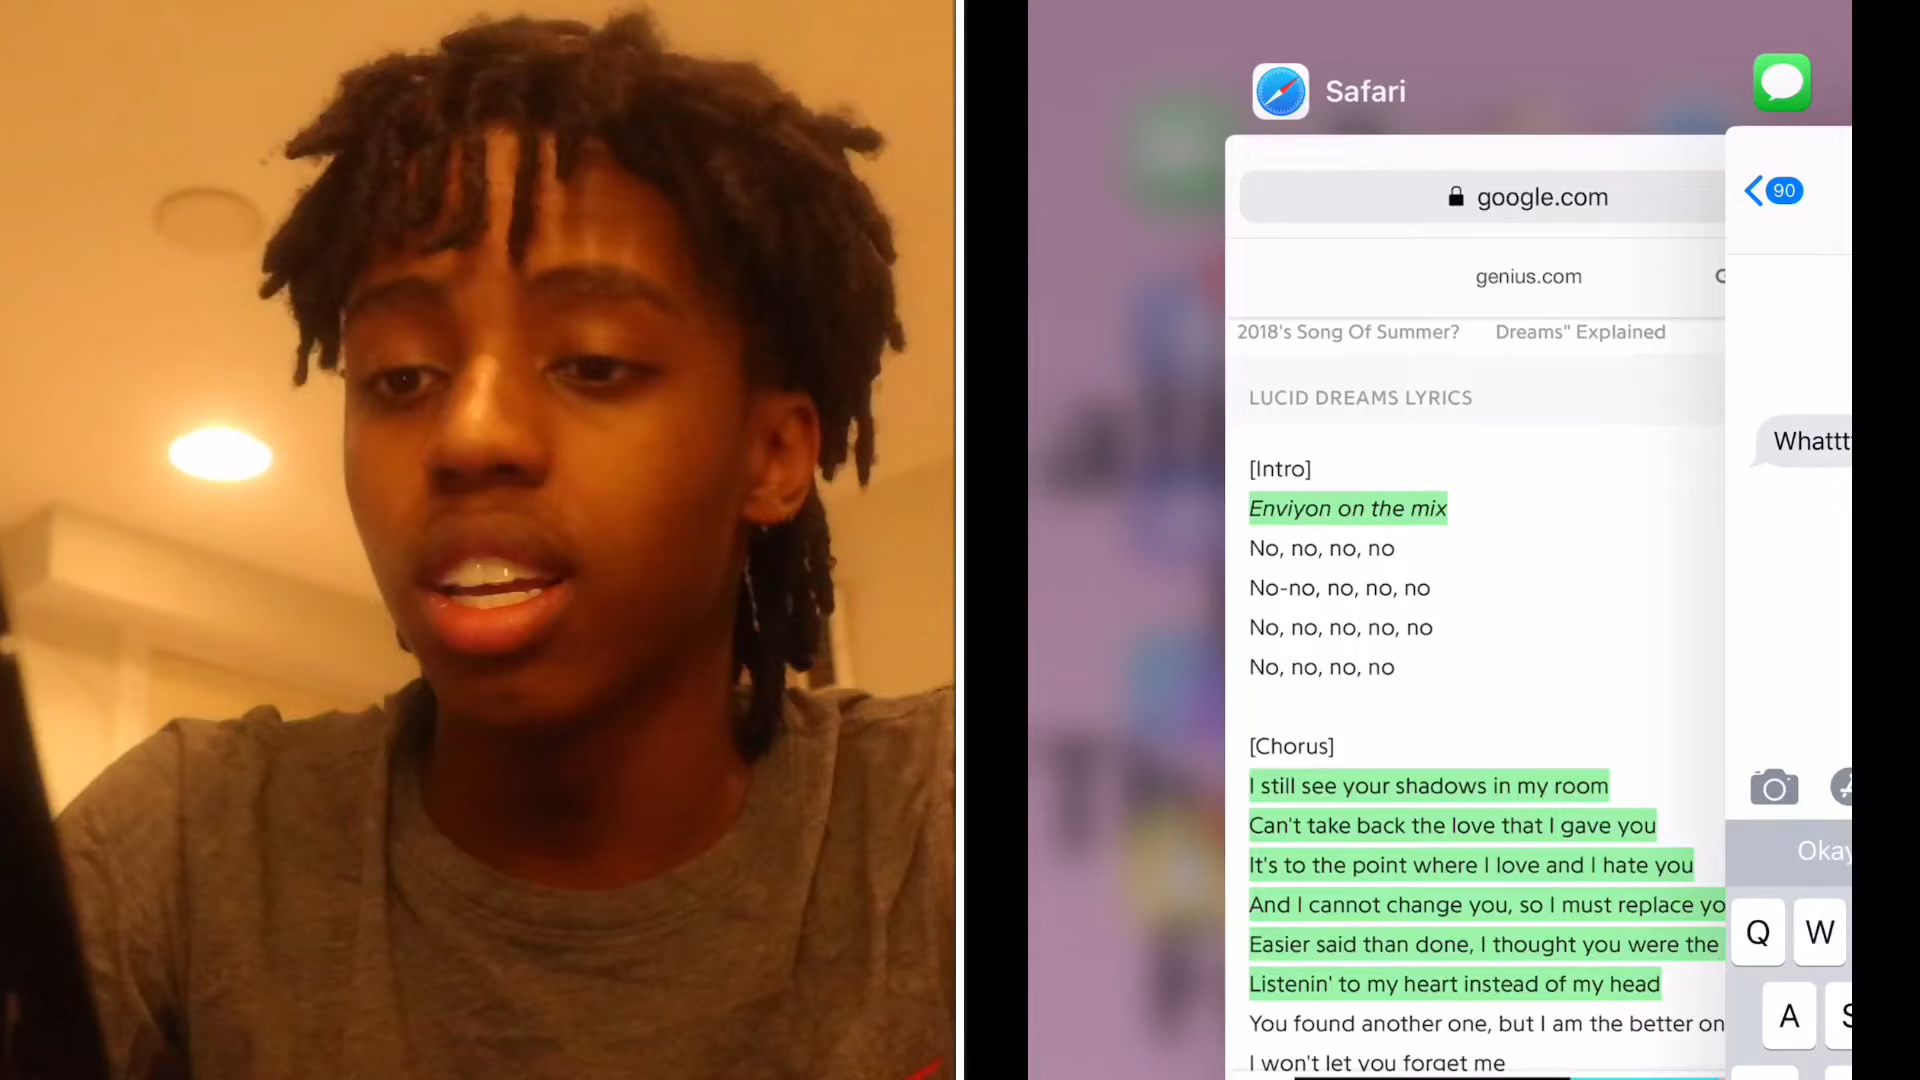 Safari
google.com
genius.com
2018's Song Of Summer? Dreams" Explained
LUCID DREAMS LYRICS
[Intro]
Enviyon on the mix
No, no, no, no
No-no, no, no, no
No, no, no, no, no
No, no, no, no
[Chorus]
I still see your shadows in my room
Can't take back the love that I gave you
It's to the point where I love and I hate you
And I cannot change you, so I must replace yo
Easier said than done, I thought you were the
Listenin' to my heart instead of my head
You found another one, but I am the better on
I won't let you forget me
90
Whattt
Okay
Q W
A S